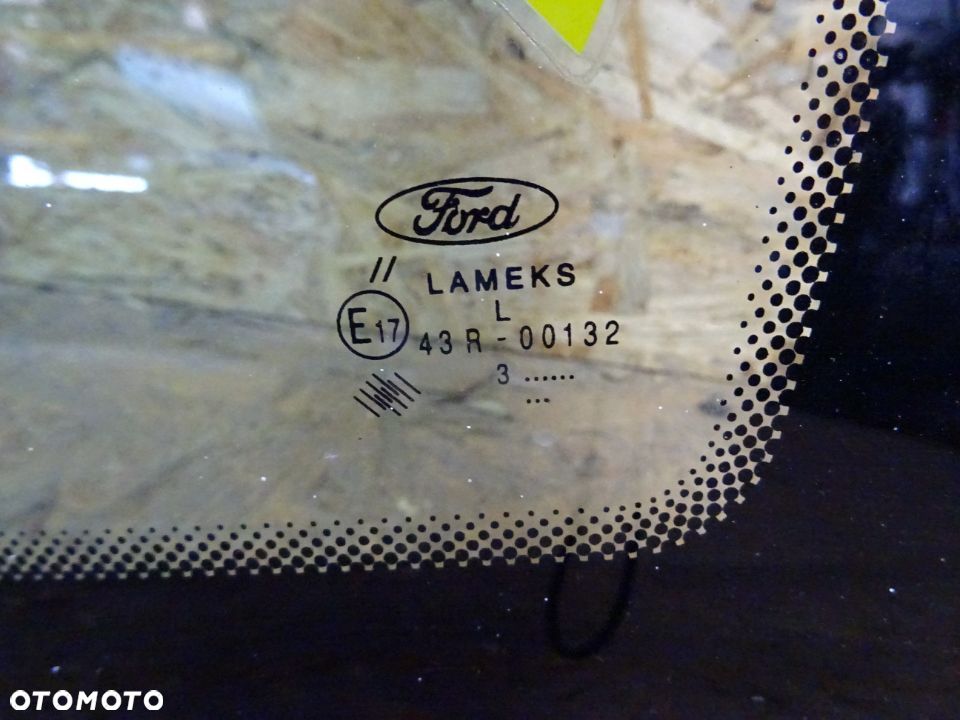 Ford
// LAMEKS
L
E17 43R-00132
3 ......
...
OTOMOTO